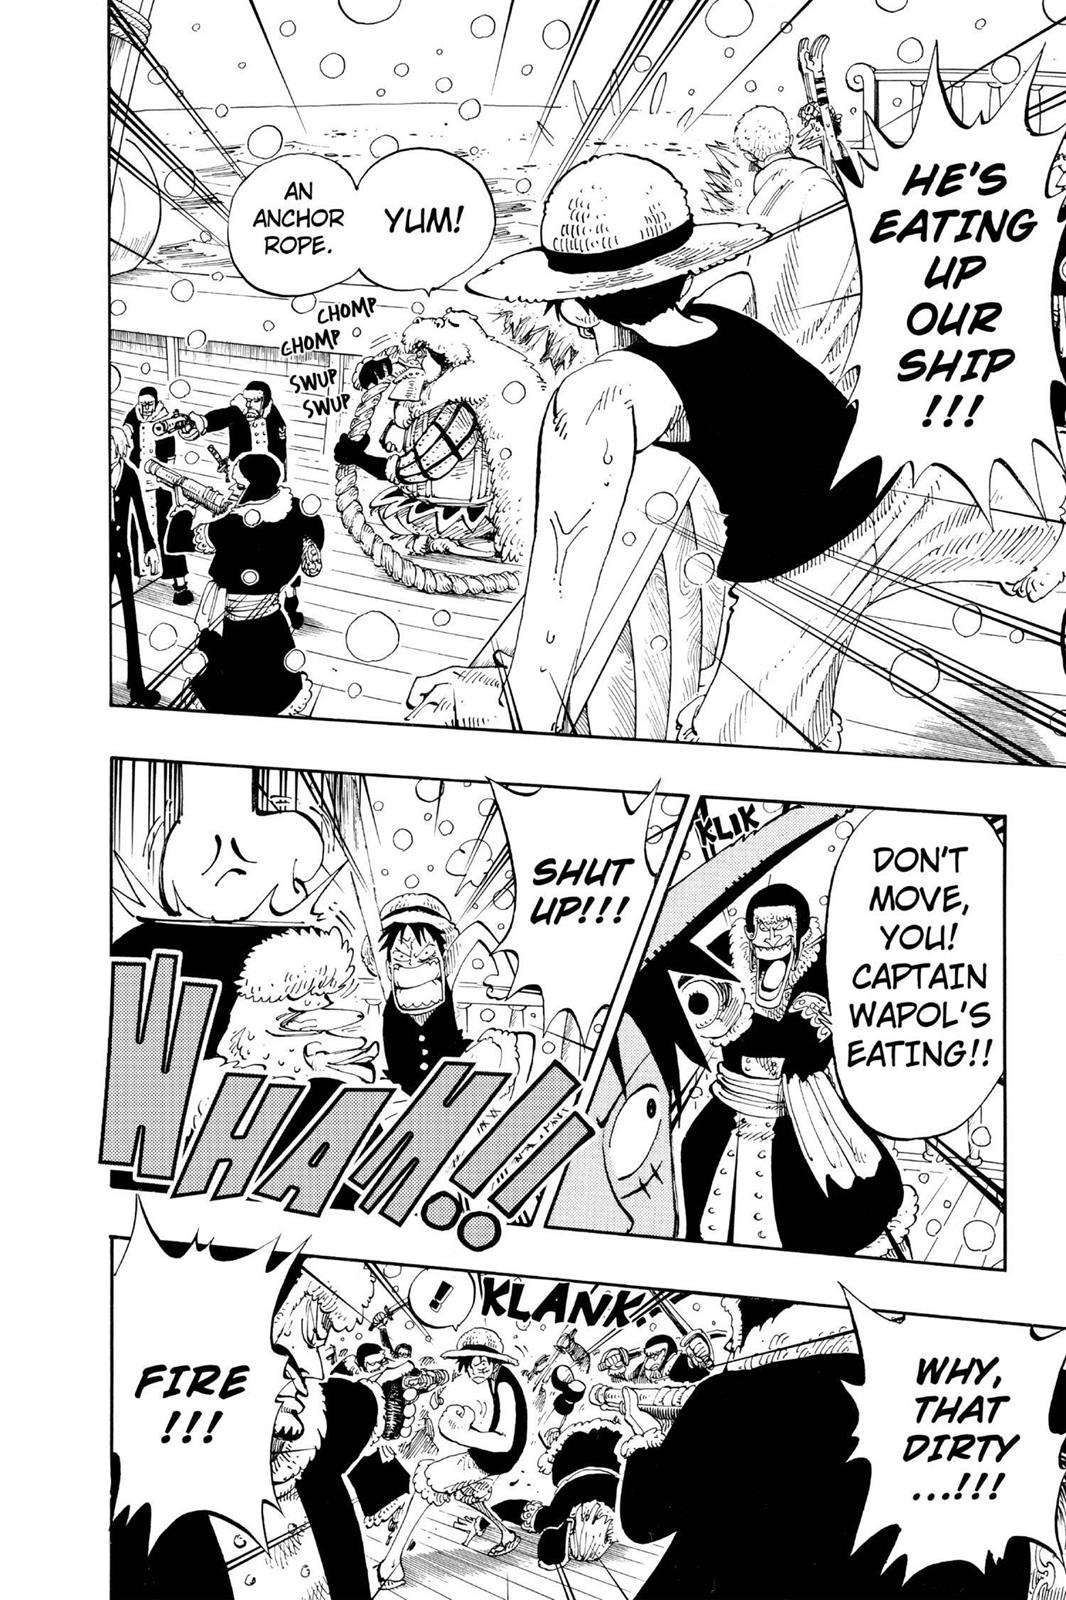 HE'S
EATING
UP
OUR
SHIP
!!!
YUM!
AN
ANCHOR
ROPE.
CHOMP
CHOMP
SWUP
SWUP
KLIK
DON'T
MOVE,
YOU!
CAPTAIN
WAPOL'S
EATING!!
SHUT
UP!!!
WHAM!!
WHY,
THAT
DIRTY
...!!!
KLANK!
!
FIRE
!!!